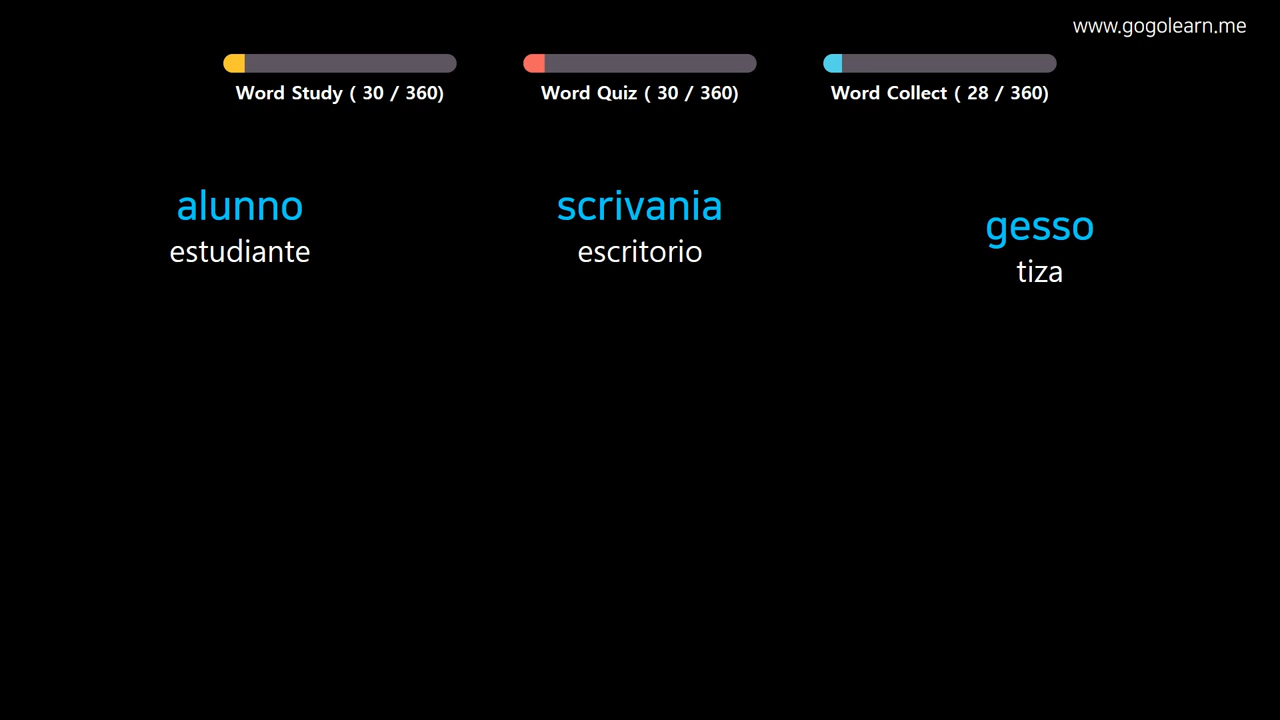 www.gogolearn.me
Word Study ( 30 / 360)
Word Quiz ( 30 / 360)
Word Collect ( 28 / 360)
alunno
estudiante
scrivania
escritorio
gesso
tiza